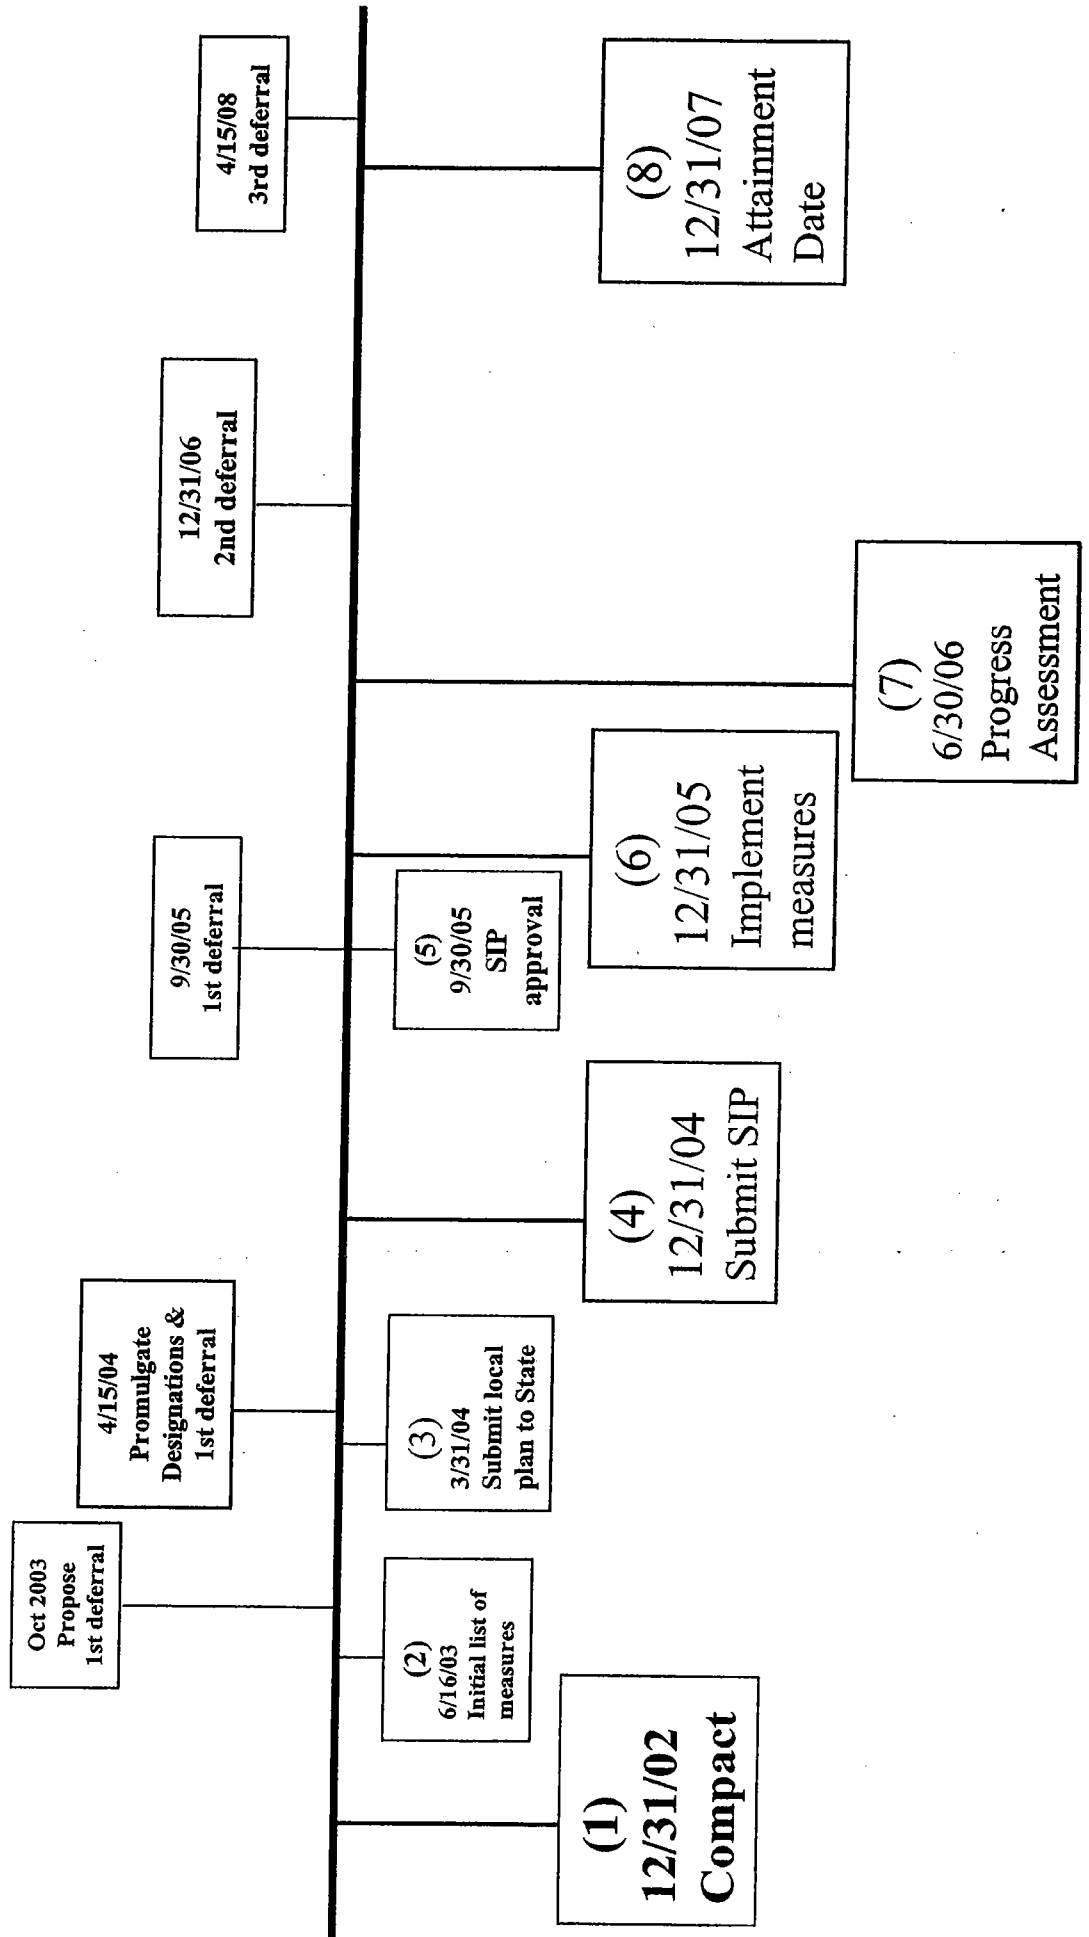 Oct 2003
Propose
1st deferral
4/15/04
Promulgate
Designations &
1st deferral
9/30/05
1st deferral
12/31/06
2nd deferral
4/15/08
3rd deferral
(1)
12/31/02
Compact
(2)
6/16/03
Initial list of
measures
(3)
3/31/04
Submit local
plan to State
(4)
12/31/04
Submit SIP
(5)
9/30/05
SIP
approval
(6)
12/31/05
Implement
measures
(7)
6/30/06
Progress
Assessment
(8)
12/31/07
Attainment
Date